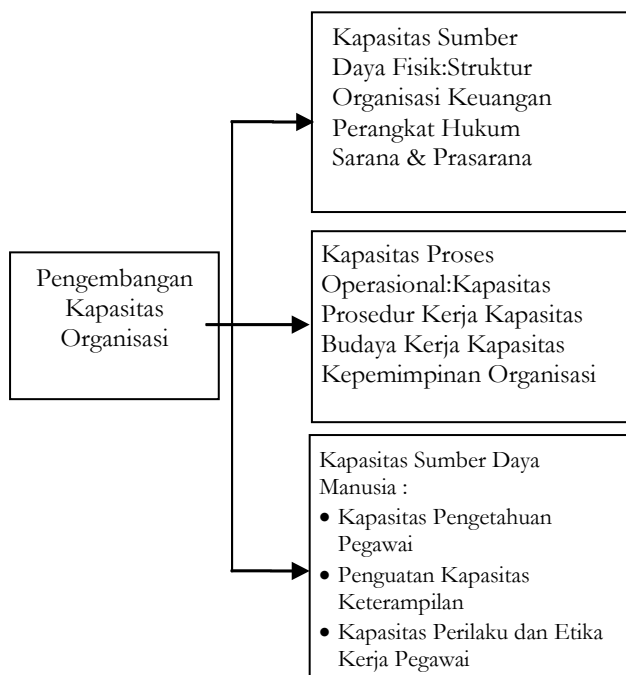 Kapasitas Sumber
Daya Fisik:Struktur
Organisasi Keuangan
Perangkat Hukum
Sarana & Prasarana
Pengembangan
Kapasitas
Organisasi
Kapasitas Proses
Operasional:Kapasitas
Prosedur Kerja Kapasitas
Budaya Kerja Kapasitas
Kepemimpinan Organisasi
Kapasitas Sumber Daya
Manusia :
• Kapasitas Pengetahuan
Pegawai
• Penguatan Kapasitas
Keterampilan
• Kapasitas Perilaku dan Etika
Kerja Pegawai